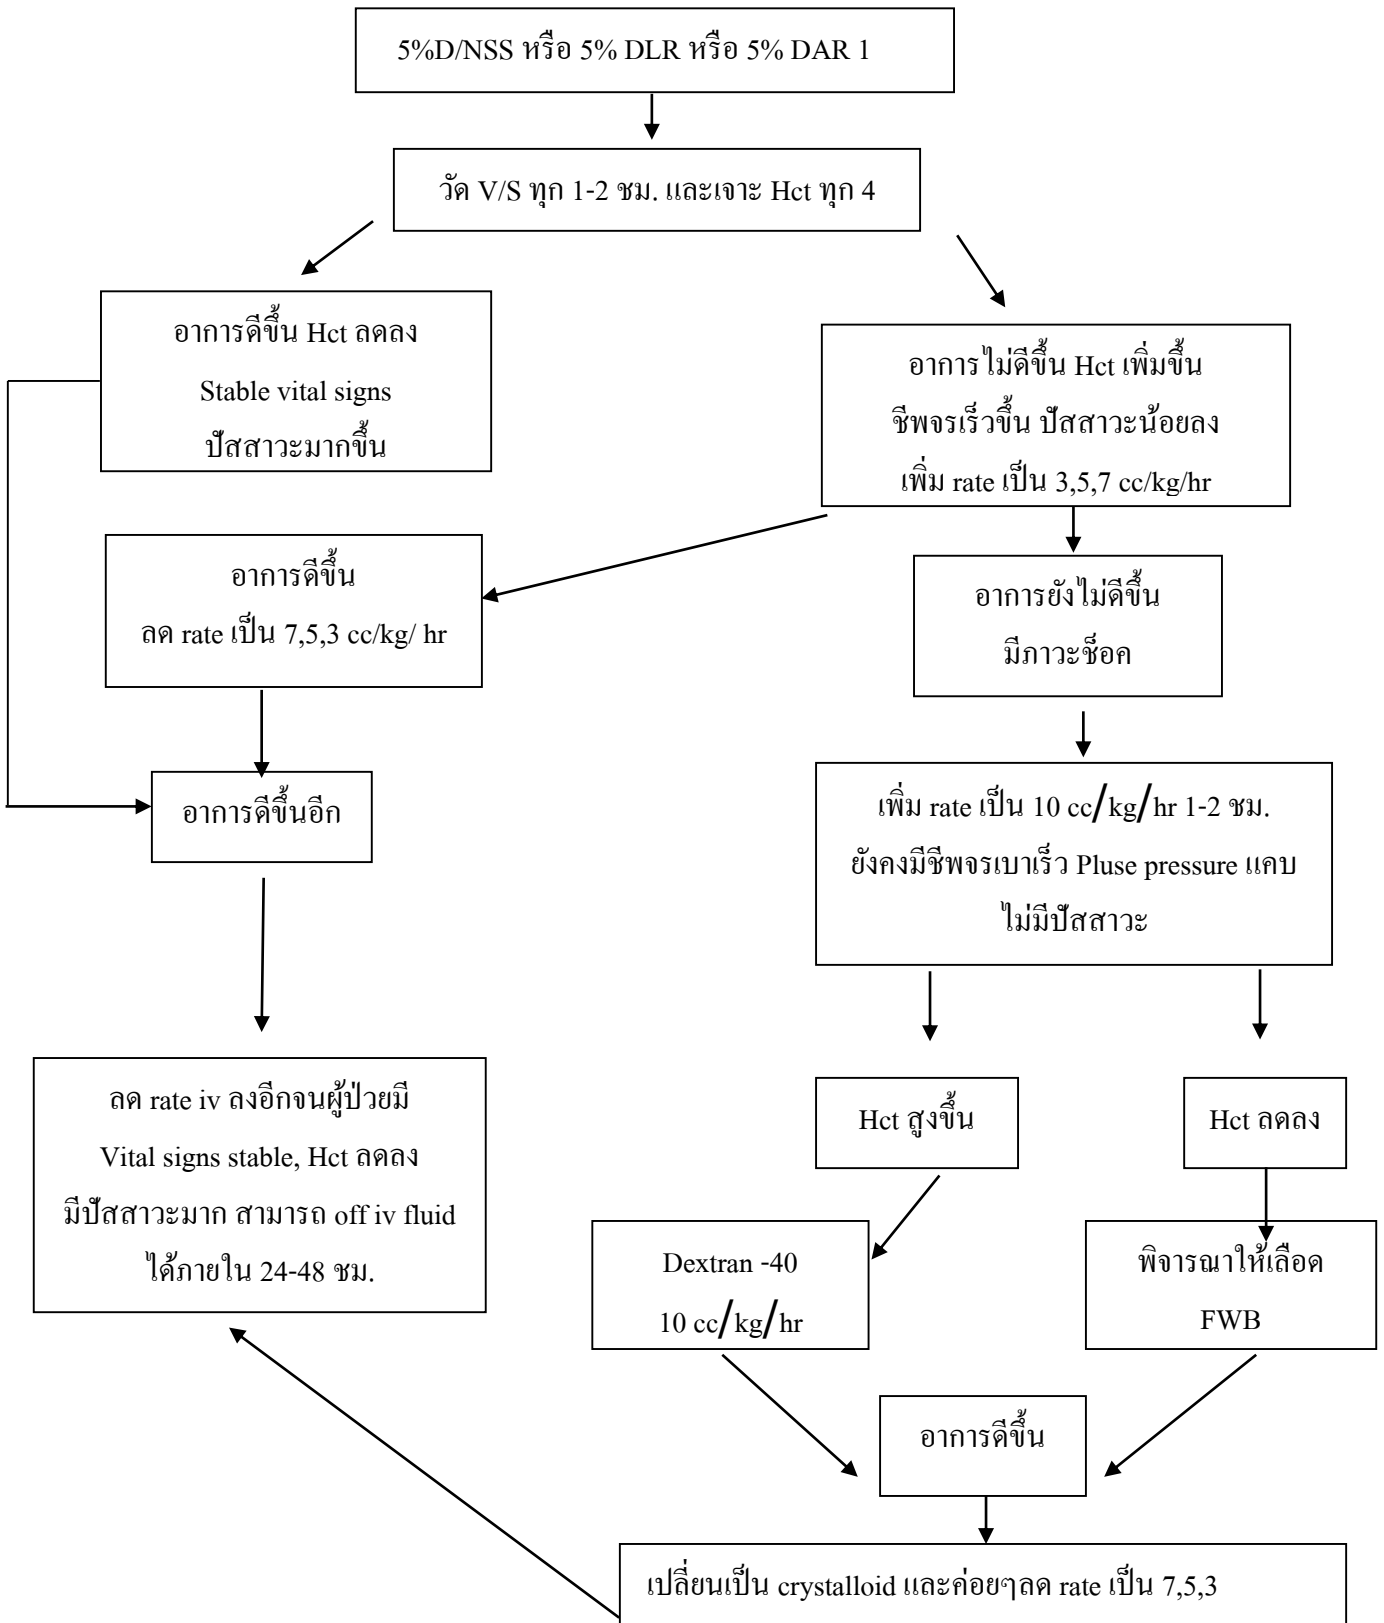 5%D/NSS หรือ 5% DLR หรือ 5% DAR 1
วัด V/S ทุก 1-2 ชม. และเจาะ Hct ทุก 4
อาการดีขึ้น Hct ลดลง
Stable vital signs
ปัสสาวะมากขึ้น
อาการไม่ดีขึ้น Hct เพิ่มขึ้น
ชีพจรเร็วขึ้น ปัสสาวะน้อยลง
เพิ่ม rate เป็น 3,5,7 cc/kg/hr
อาการดีขึ้น
ลด rate เป็น 7,5,3 cc/kg/ hr
อาการยังไม่ดีขึ้น
มีภาวะช็อค
อาการดีขึ้นอีก
เพิ่ม rate เป็น 10 cc/kg/hr 1-2 ชม.
ยังคงมีชีพจรเบาเร็ว Pluse pressure แคบ
ไม่มีปัสสาวะ
ลด rate iv ลงอีกจนผู้ป่วยมี
Vital signs stable, Hct ลดลง
มีปัสสาวะมาก สามารถ off iv fluid
ได้ภายใน 24-48 ชม.
Hct สูงขึ้น
Hct ลดลง
Dextran -40
10 cc/kg/hr
พิจารณาให้เลือด
FWB
อาการดีขึ้น
เปลี่ยนเป็น crystalloid และค่อยๆลด rate เป็น 7,5,3